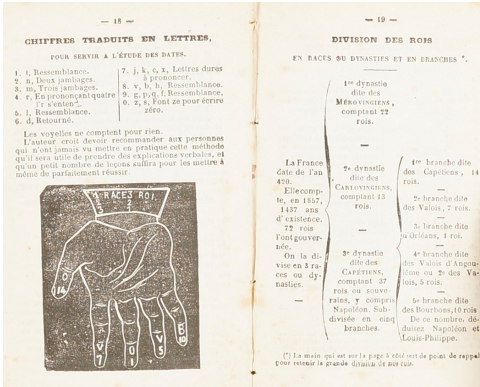 — 18 —
CHIFFRES TRADUITS EN LETTRES,
POUR SERVIR A L'ÉTUDE DES DATES.
1. t, Ressemblance.
2. n, Deux jambages.
3. m, Trois jambages.
4. r, En prononçant quatre
l'r s'entend.
5. l. Ressemblance.
6. d, Retourné.
7. j, k, c, x, Lettres dures
à prononcer.
8. v, b, h, Ressemblance.
9. g, p, q, f, Ressemblance.
0. z, s, Font ze pour écrire
zéro.
Les voyelles ne comptent pour rien.
L'auteur croit devoir recommander aux personnes
qui n'ont jamais vu mettre en pratique cette méthode
qu'il sera utile de prendre des explications verbales, et
qu'un petit nombre de leçons suffira pour les mettre à
même de parfaitement réussir.
RACES ROI
O
14
V
7
O
1
V
5
B
10
— 19 —
DIVISION DES ROIS
EN RACES OU DYNASTIES ET EN BRANCHES *.
La France
date de l'an
420.
Elle comp-
te, en 1857,
1437 ans
d'existence.
72 rois
l'ont gouver-
née.
On la di-
vise en 3 ra-
ces ou dy-
nasties.
—
1re dynastie
dite des
MÉROVINGIENS,
comptant 22
rois.
—
2e dynastie
dite des
CARLOVINGIENS,
comptant 13
rois.
—
3e dynastie
dite des
CAPÉTIENS,
comptant 37
rois ou souve-
rains, y compris
Napoléon. Sub-
divisée en cinq
branches.
1re branche dite
des Capétiens, 14
rois.
—
2e branche dite
des Valois, 7 rois.
—
3e branche dite
d'Orléans, 1 roi.
—
4e branche dite
des Valois d'Angou-
lême ou 2e des Va-
lois, 5 rois.
—
5e branche dite
des Bourbons, 10 rois
De ce nombre, dé-
duisez Napoléon et
Louis-Philippe.
(*) La main qui est sur la page à côté sert de point de rappel
pour retenir la grande division de nos rois.